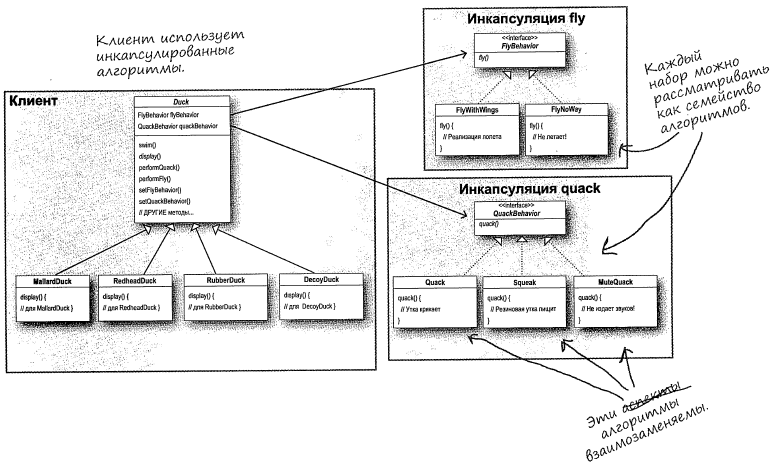 Клиент использует
инкапсулированные
алгоритмы.
Клиент
Duck
FlyBehavior flyBehavior
QuackBehavior quackBehavior
swim()
display()
performQuack()
performFly()
setFlyBehavior()
setQuackBehavior()
// ДРУГИЕ методы...
MallardDuck
display() {
// для MallardDuck }
RedheadDuck
display() {
// для RedheadDuck }
RubberDuck
display() {
// для RubberDuck }
DecoyDuck
display() {
// для DecoyDuck }
Инкапсуляция fly
<<interface>>
FlyBehavior
fly()
FlyWithWings
fly() {
// Реализация полета
}
FlyNoWay
fly() {
// Не летает!
}
Каждый
набор можно
рассматривать
как семейство
алгоритмов.
Инкапсуляция quack
<<interface>>
QuackBehavior
quack()
Quack
quack() {
// Утка крякает
}
Squeak
quack() {
// Резиновая утка пищит
}
MuteQuack
quack() {
// Не издает звуков!
}
Эти аспекты
алгоритмы
взаимозаменяемы.